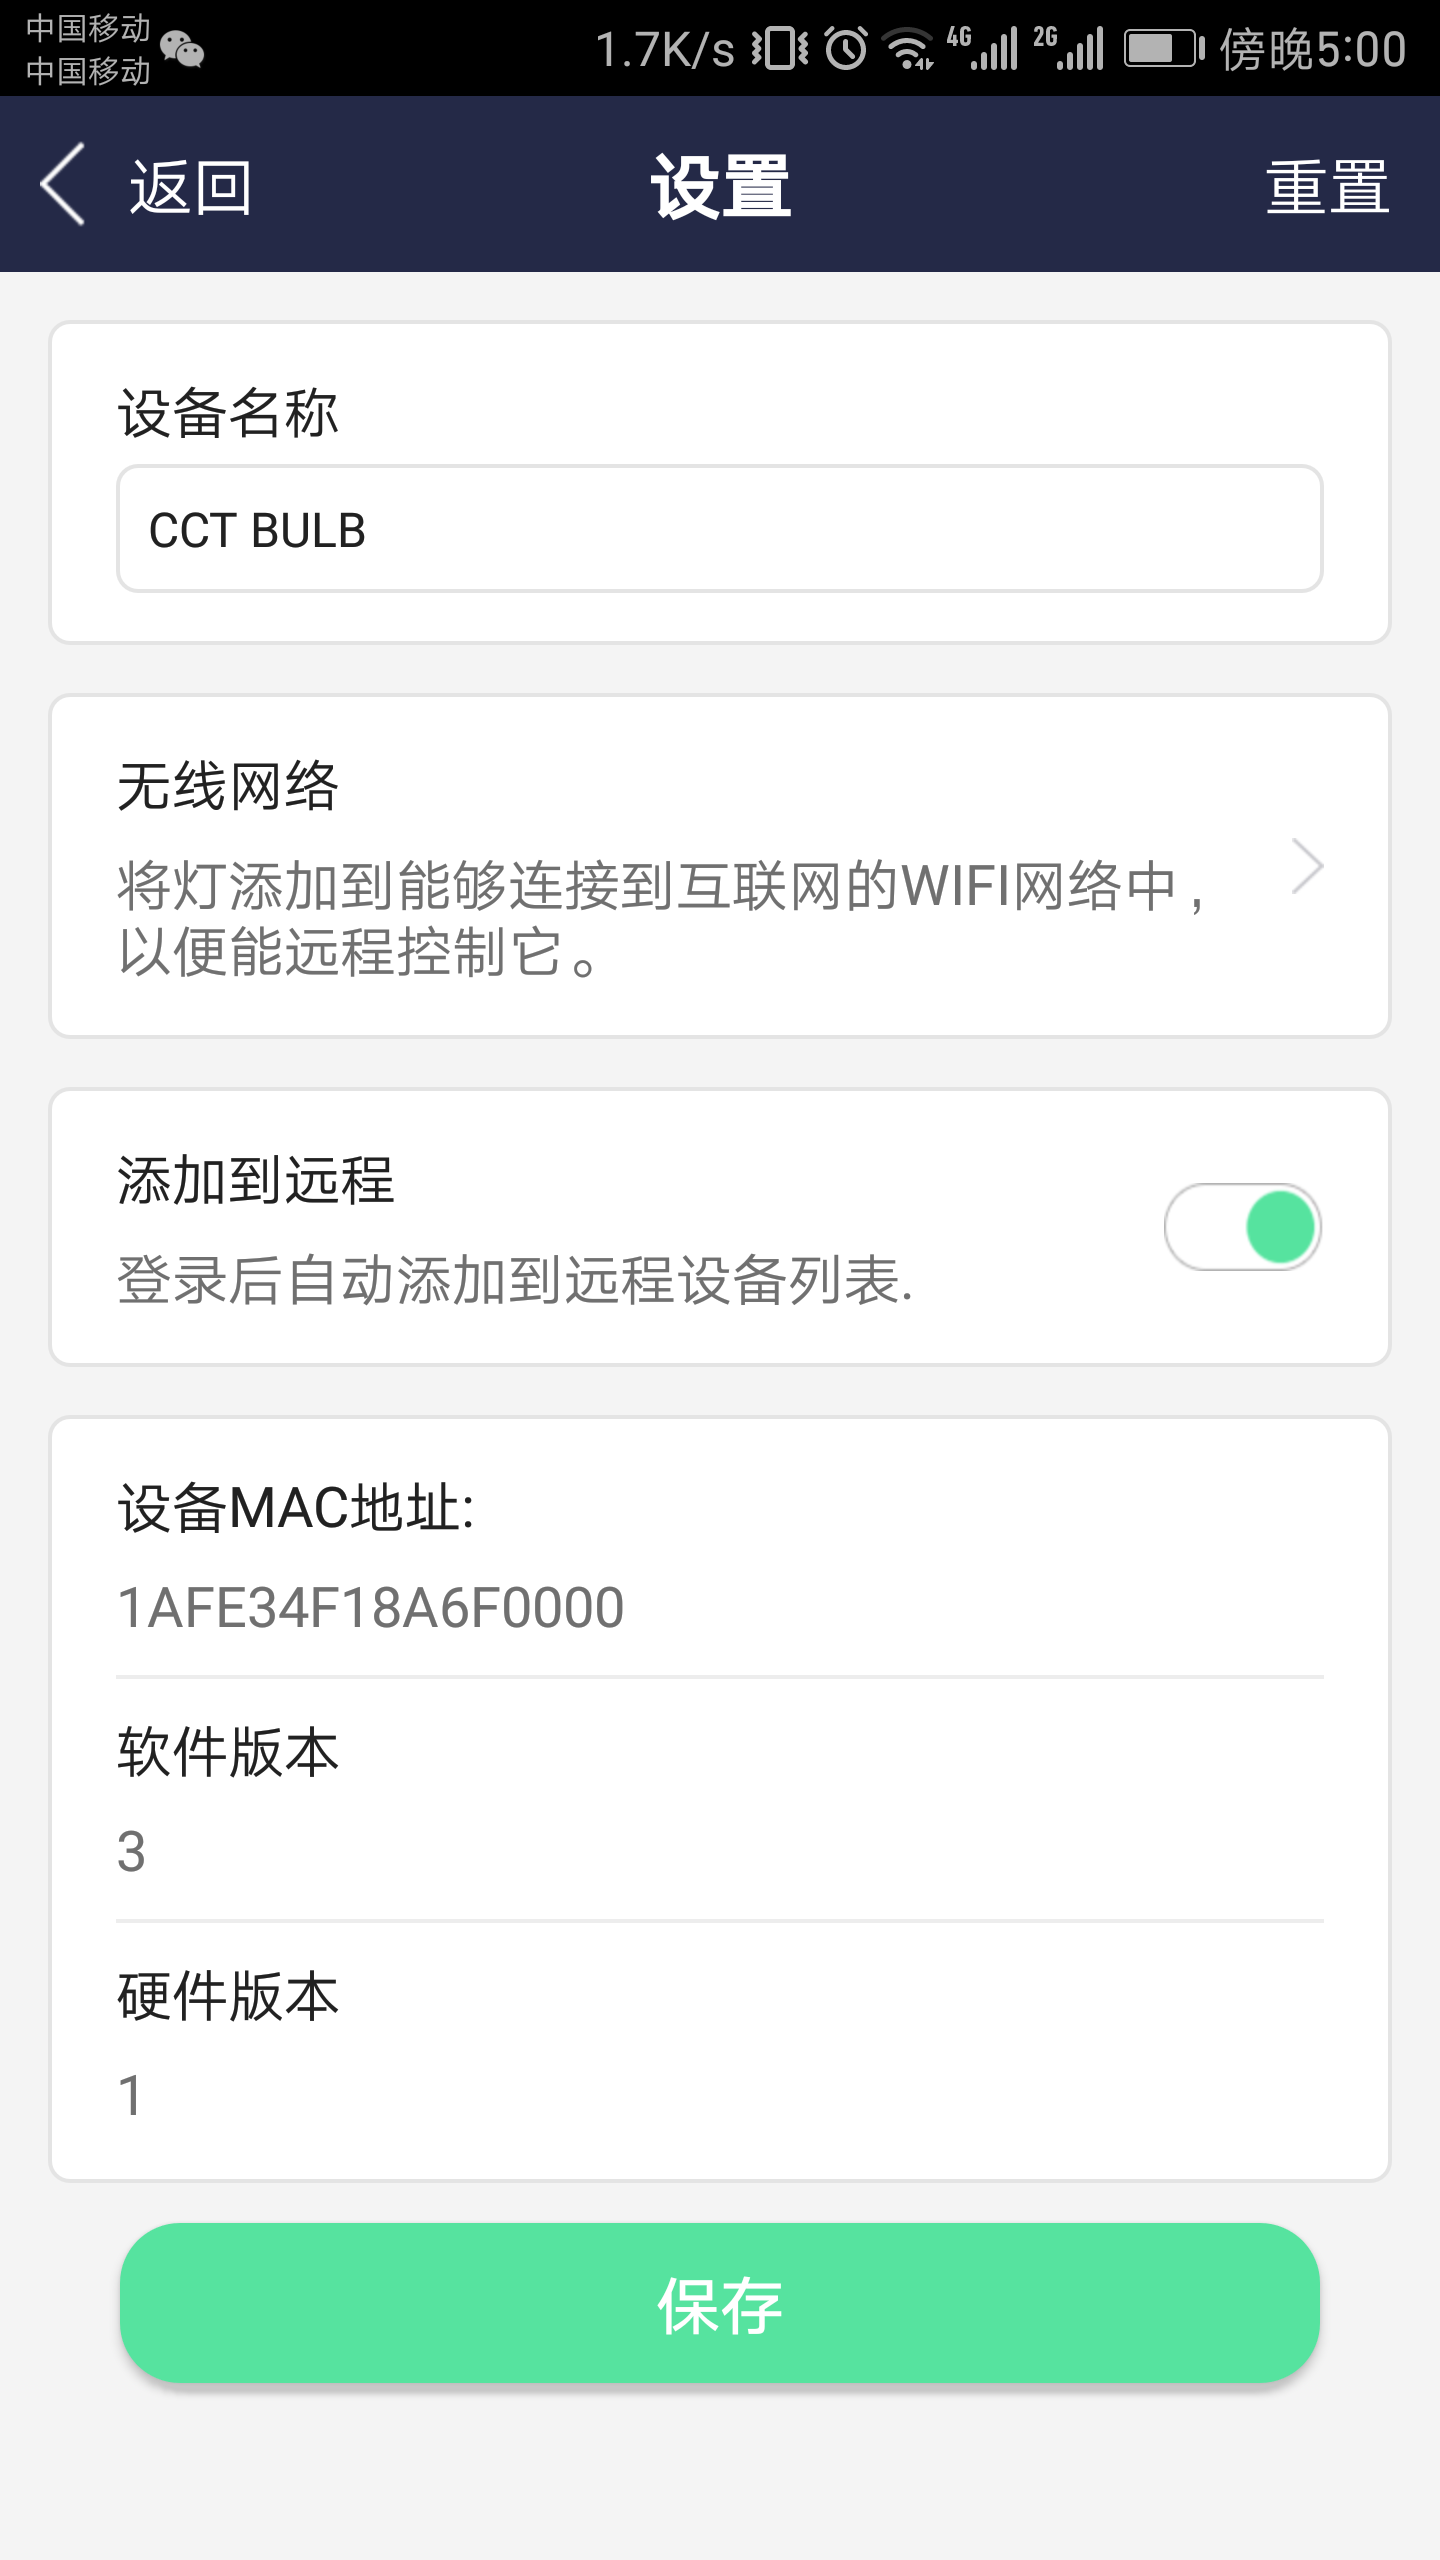 中国移动
中国移动
1.7K/s 4G 2G 傍晚5:00
返回 设置 重置
设备名称
CCT BULB
无线网络
将灯添加到能够连接到互联网的WIFI网络中，
以便能远程控制它。
添加到远程
登录后自动添加到远程设备列表.
设备MAC地址:
1AFE34F18A6F0000
软件版本
3
硬件版本
1
保存